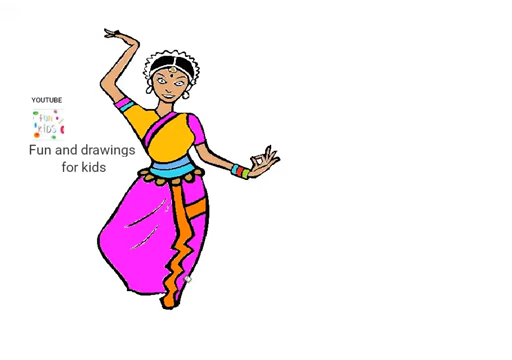 YOUTUBE
FUN
KIDS
Fun and drawings
for kids